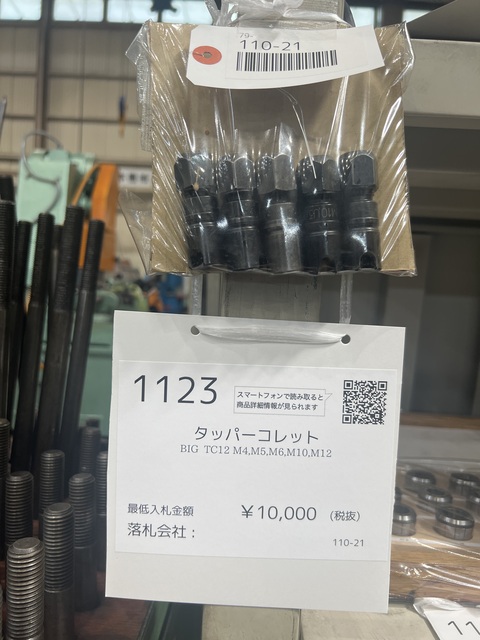 79-
110-21
1123
スマートフォンで読み取ると
商品詳細情報が見られます
タッパーコレット
BIG TC12 M4,M5,M6,M10,M12
最低入札金額 ￥10,000 (税抜)
落札会社：
110-21
11